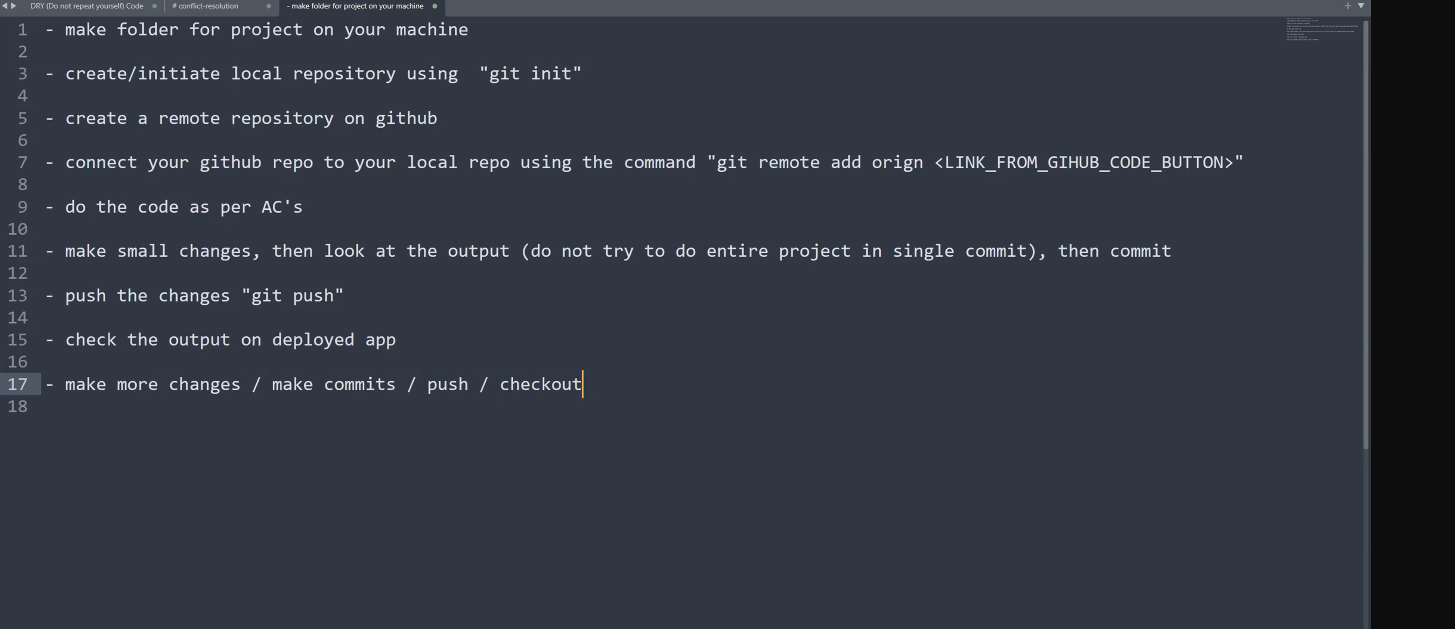 DRY (Do not repeat yourself) Code # conflict-resolution - make folder for project on your machine
1 - make folder for project on your machine
2
3 - create/initiate local repository using  "git init"
4
5 - create a remote repository on github
6
7 - connect your github repo to your local repo using the command "git remote add orign <LINK_FROM_GIHUB_CODE_BUTTON>"
8
9 - do the code as per AC's
10
11 - make small changes, then look at the output (do not try to do entire project in single commit), then commit
12
13 - push the changes "git push"
14
15 - check the output on deployed app
16
17 - make more changes / make commits / push / checkout
18